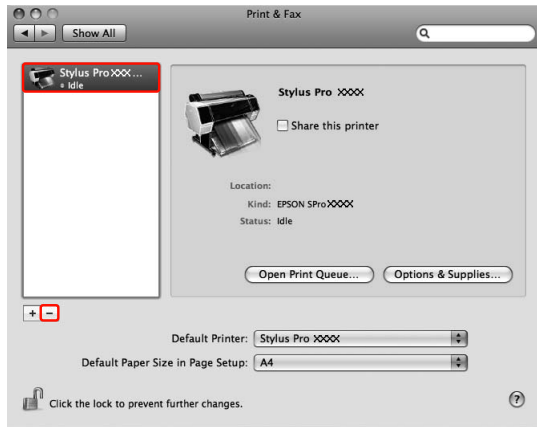 Print & Fax
Show All
Stylus Pro XXX...
Idle
Stylus Pro XXXX
Share this printer
Location:
Kind: EPSON SPro XXXX
Status: Idle
Open Print Queue...
Options & Supplies...
+ −
Default Printer: Stylus Pro XXXX
Default Paper Size in Page Setup: A4
Click the lock to prevent further changes.
?